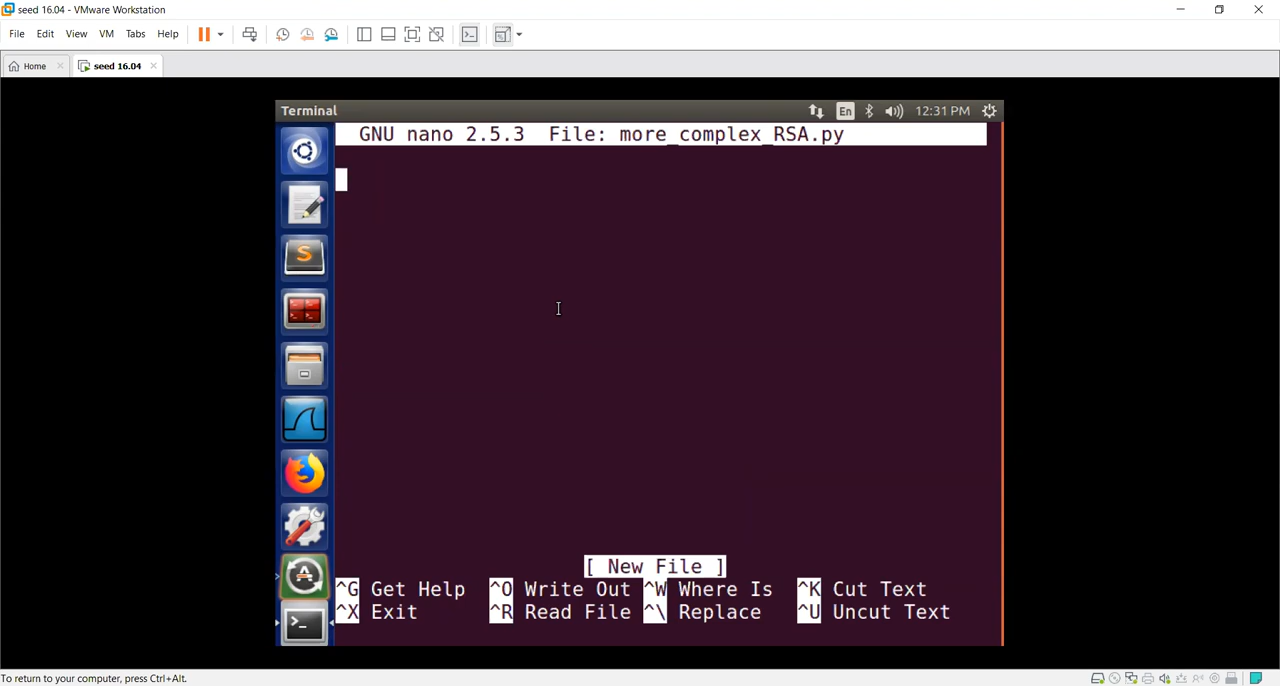 seed 16.04 - VMware Workstation
File Edit View VM Tabs Help
Home seed 16.04
Terminal En 12:31 PM
GNU nano 2.5.3 File: more_complex_RSA.py
[ New File ]
^G Get Help ^O Write Out ^W Where Is ^K Cut Text
^X Exit ^R Read File ^\ Replace ^U Uncut Text
To return to your computer, press Ctrl+Alt.